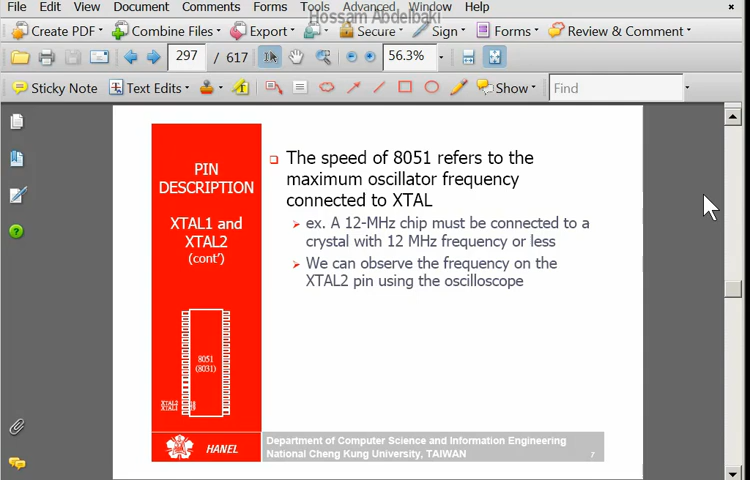 File Edit View Document Comments Forms Tools Advanced Window Help
Hossam Abdelbaki
Create PDF Combine Files Export Secure Sign Forms Review & Comment
297 / 617 56.3%
Sticky Note Text Edits Show Find
PIN
DESCRIPTION
XTAL1 and
XTAL2
(cont')
8051
(8031)
XTAL2
XTAL1
The speed of 8051 refers to the
maximum oscillator frequency
connected to XTAL
ex. A 12-MHz chip must be connected to a
crystal with 12 MHz frequency or less
We can observe the frequency on the
XTAL2 pin using the oscilloscope
HANEL
Department of Computer Science and Information Engineering
National Cheng Kung University, TAIWAN
7